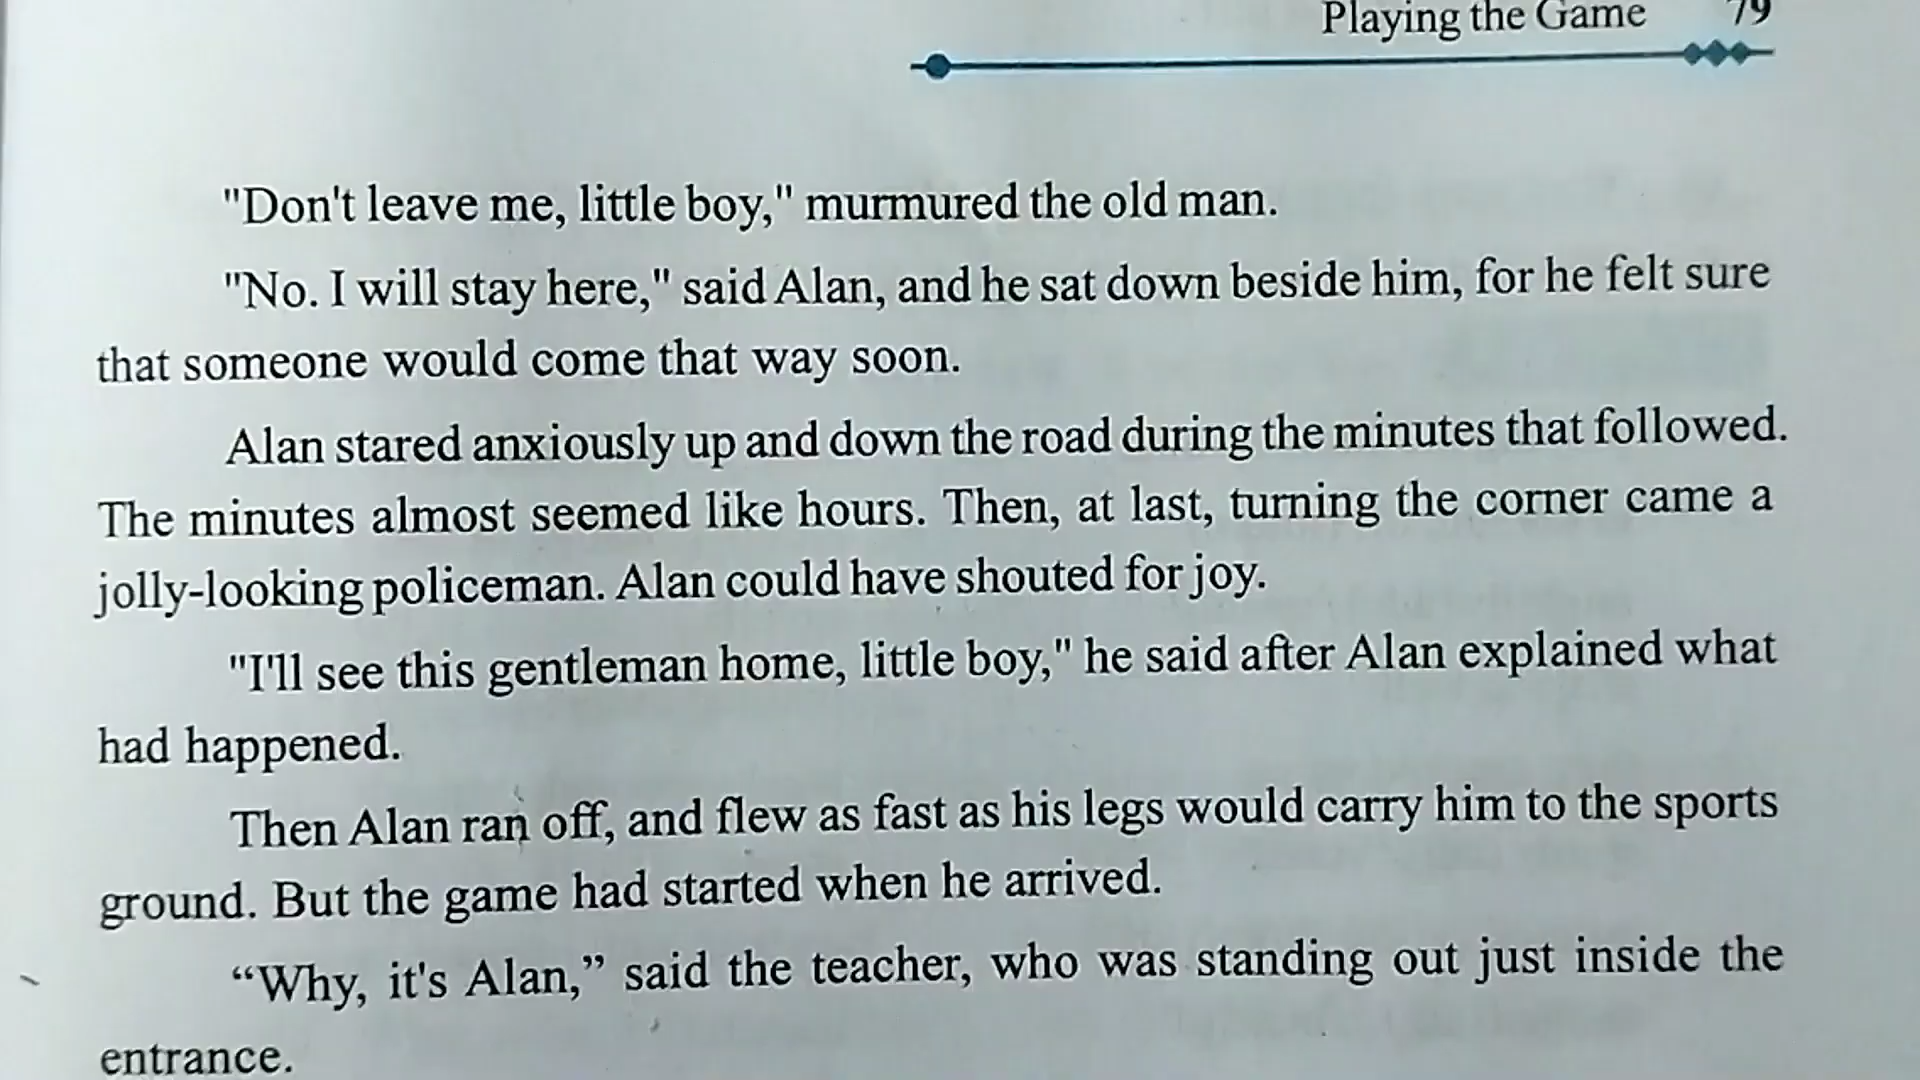 Playing the Game 79
"Don't leave me, little boy," murmured the old man.
"No. I will stay here," said Alan, and he sat down beside him, for he felt sure
that someone would come that way soon.
Alan stared anxiously up and down the road during the minutes that followed.
The minutes almost seemed like hours. Then, at last, turning the corner came a
jolly-looking policeman. Alan could have shouted for joy.
"I'll see this gentleman home, little boy," he said after Alan explained what
had happened.
Then Alan ran off, and flew as fast as his legs would carry him to the sports
ground. But the game had started when he arrived.
“Why, it's Alan,” said the teacher, who was standing out just inside the
entrance.